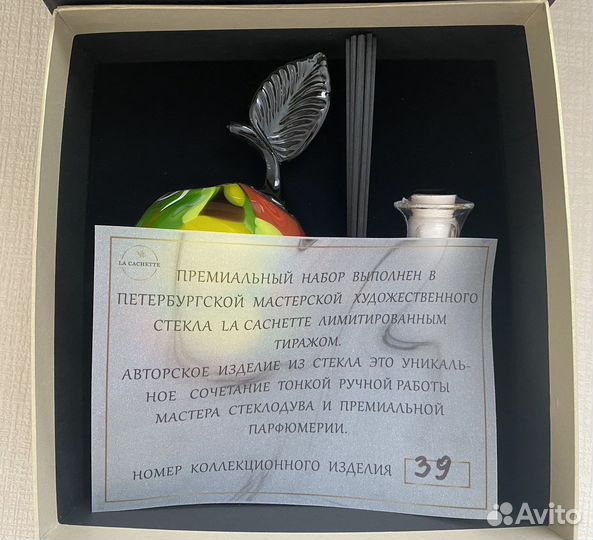 LA CACHETTE
ПРЕМИАЛЬНЫЙ НАБОР ВЫПОЛНЕН В
ПЕТЕРБУРГСКОЙ МАСТЕРСКОЙ ХУДОЖЕСТВЕННОГО
СТЕКЛА LA CACHETTE ЛИМИТИРОВАННЫМ
ТИРАЖОМ.
АВТОРСКОЕ ИЗДЕЛИЕ ИЗ СТЕКЛА ЭТО УНИКАЛЬ-
НОЕ СОЧЕТАНИЕ ТОНКОЙ РУЧНОЙ РАБОТЫ
МАСТЕРА СТЕКЛОДУВА И ПРЕМИАЛЬНОЙ
ПАРФЮМЕРИИ.
НОМЕР КОЛЛЕКЦИОННОГО ИЗДЕЛИЯ 39
Avito